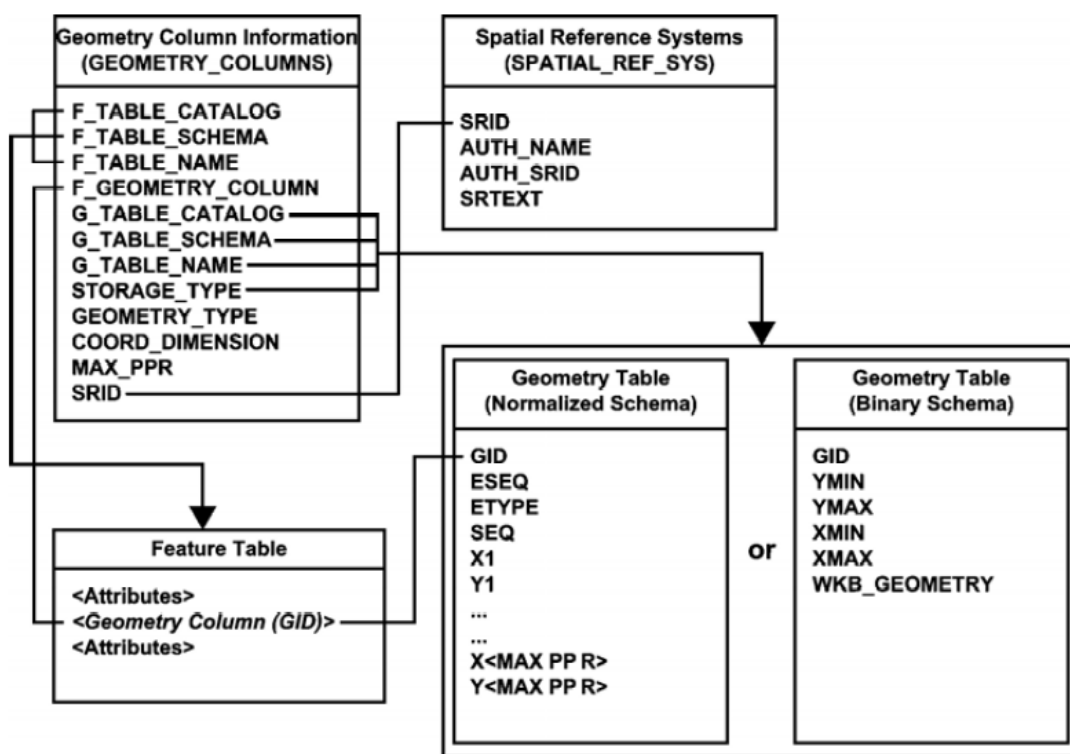 Geometry Column Information
(GEOMETRY_COLUMNS)
F_TABLE_CATALOG
F_TABLE_SCHEMA
F_TABLE_NAME
F_GEOMETRY_COLUMN
G_TABLE_CATALOG
G_TABLE_SCHEMA
G_TABLE_NAME
STORAGE_TYPE
GEOMETRY_TYPE
COORD_DIMENSION
MAX_PPR
SRID
Spatial Reference Systems
(SPATIAL_REF_SYS)
SRID
AUTH_NAME
AUTH_SRID
SRTEXT
Feature Table
<Attributes>
<Geometry Column (GID)>
<Attributes>
Geometry Table
(Normalized Schema)
GID
ESEQ
ETYPE
SEQ
X1
Y1
...
...
X<MAX PP R>
Y<MAX PP R>
or
Geometry Table
(Binary Schema)
GID
YMIN
YMAX
XMIN
XMAX
WKB_GEOMETRY